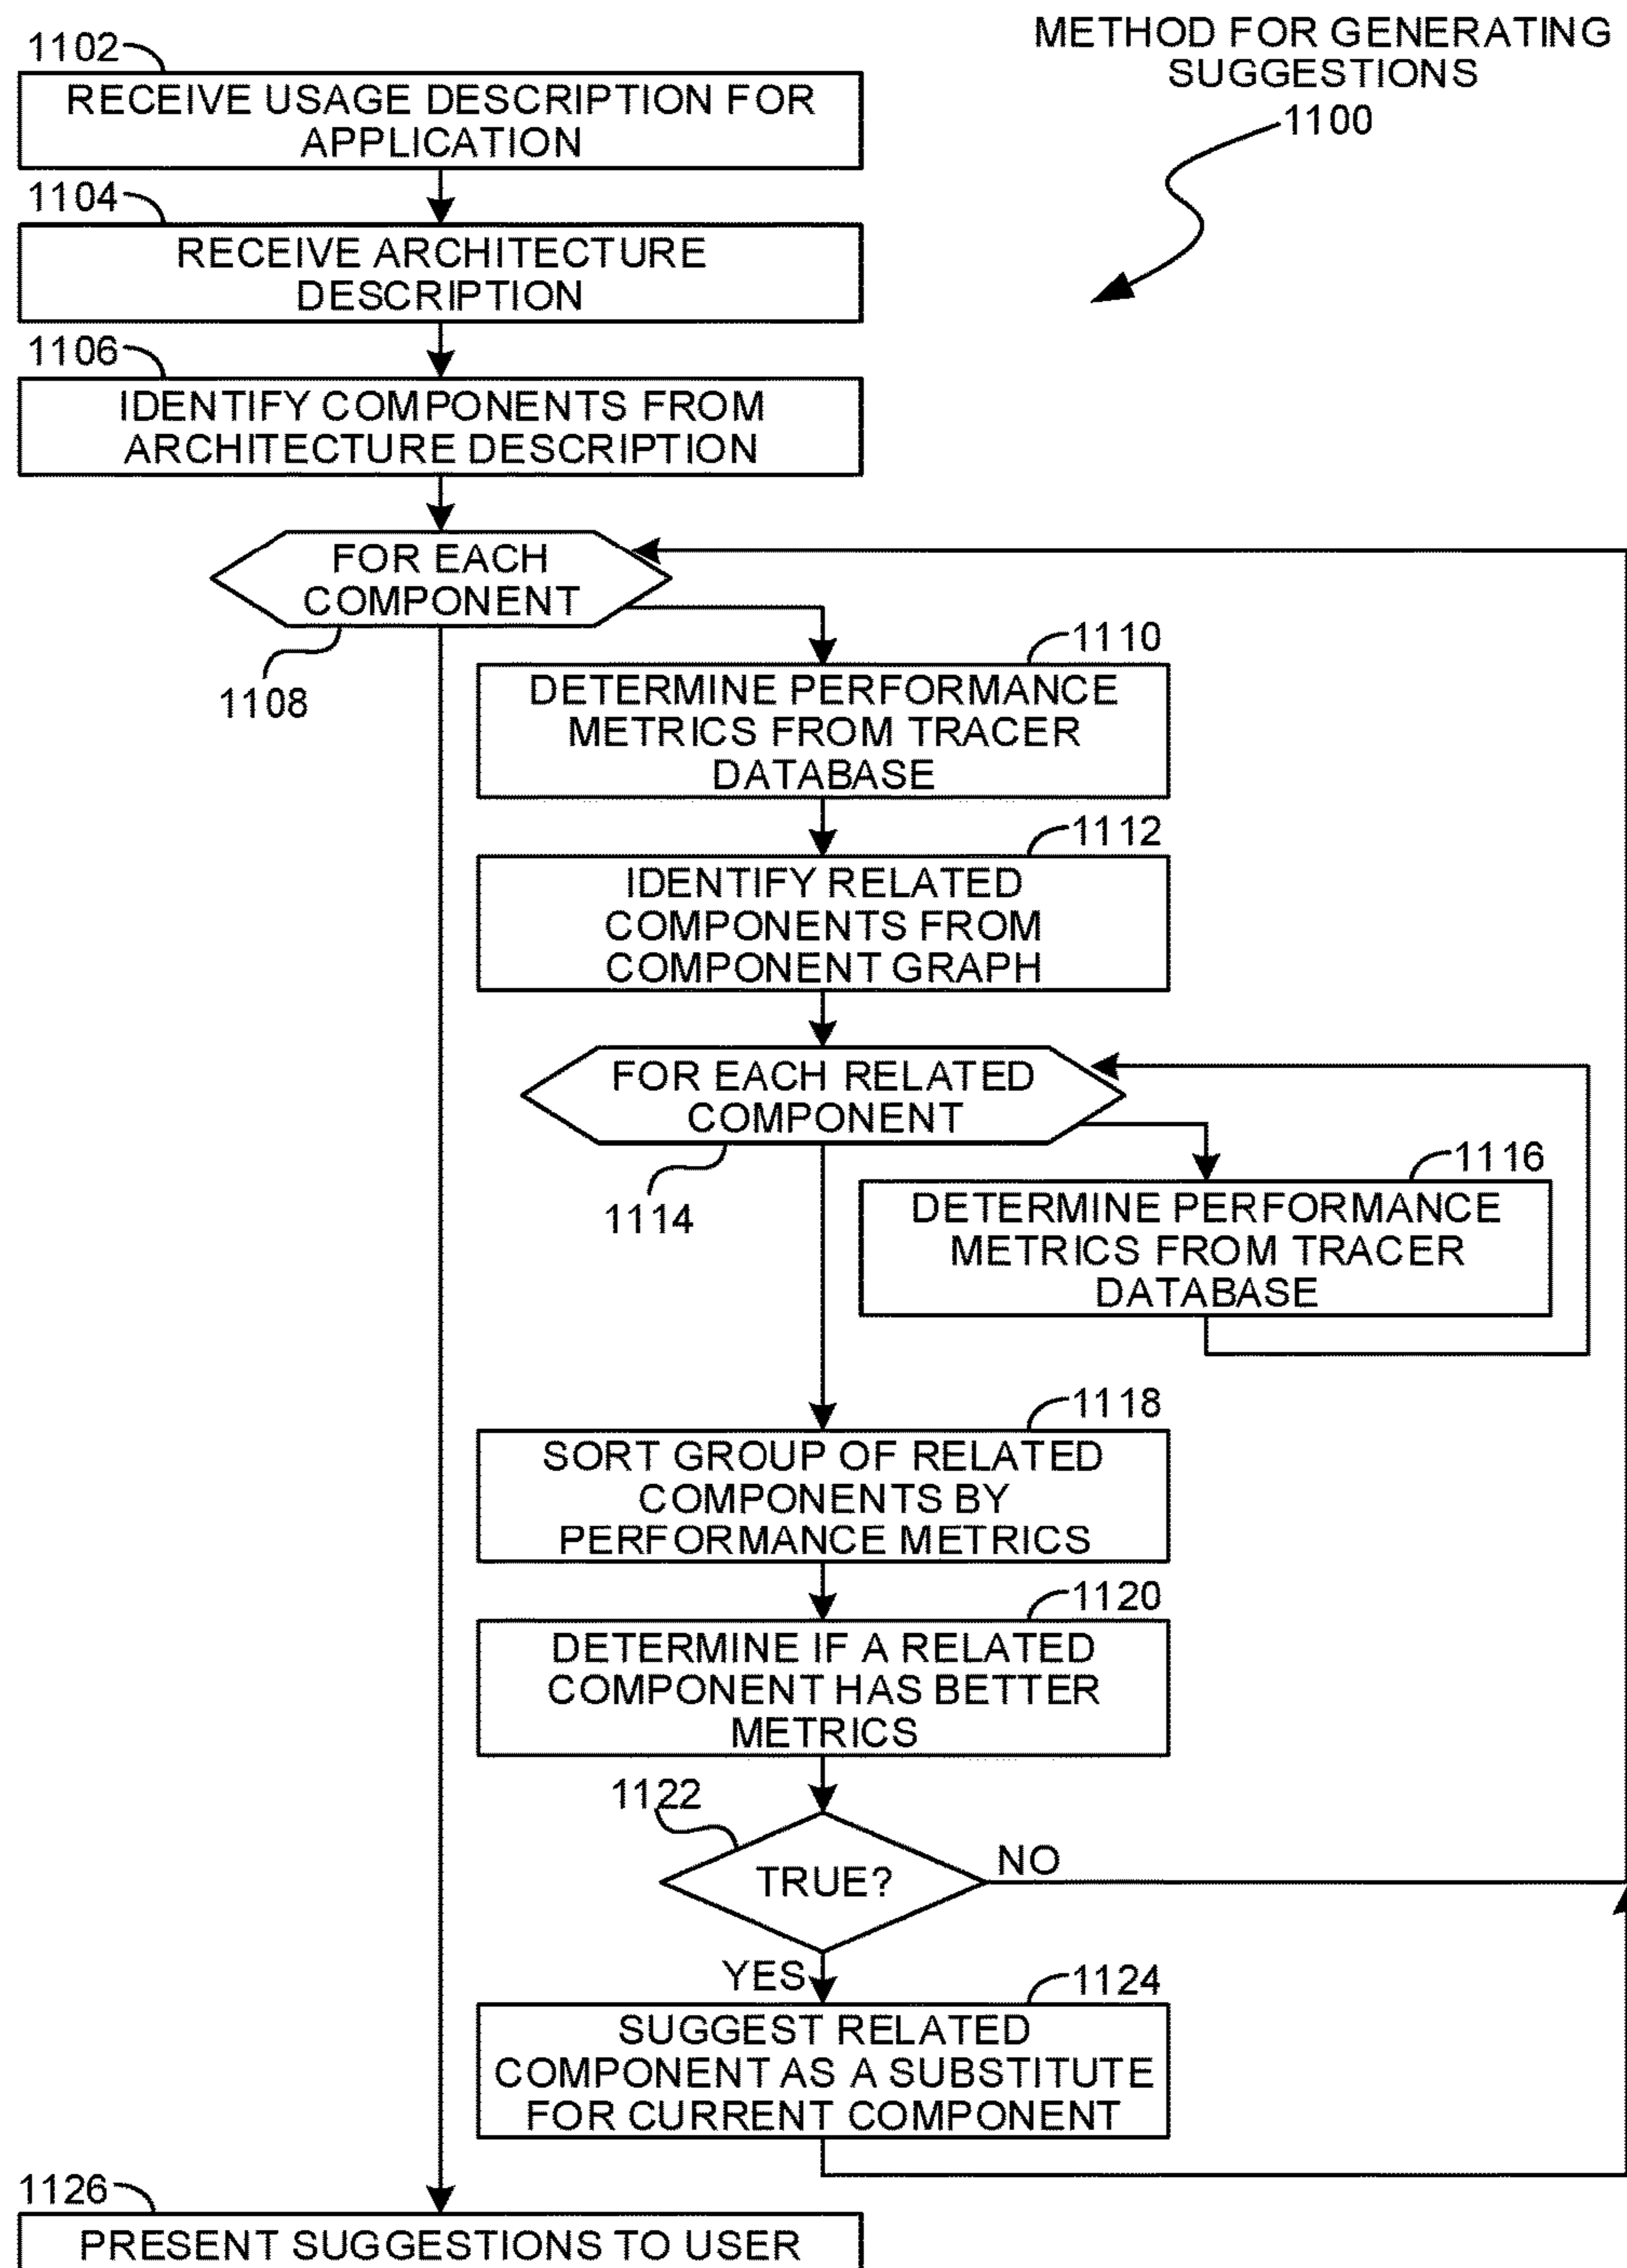 METHOD FOR GENERATING
SUGGESTIONS
1100
1102
RECEIVE USAGE DESCRIPTION FOR
APPLICATION
1104
RECEIVE ARCHITECTURE
DESCRIPTION
1106
IDENTIFY COMPONENTS FROM
ARCHITECTURE DESCRIPTION
FOR EACH
COMPONENT
1108
1110
DETERMINE PERFORMANCE
METRICS FROM TRACER
DATABASE
1112
IDENTIFY RELATED
COMPONENTS FROM
COMPONENT GRAPH
FOR EACH RELATED
COMPONENT
1114
1116
DETERMINE PERFORMANCE
METRICS FROM TRACER
DATABASE
1118
SORT GROUP OF RELATED
COMPONENTS BY
PERFORMANCE METRICS
1120
DETERMINE IF A RELATED
COMPONENT HAS BETTER
METRICS
1122
TRUE?
NO
YES
1124
SUGGEST RELATED
COMPONENT AS A SUBSTITUTE
FOR CURRENT COMPONENT
1126
PRESENT SUGGESTIONS TO USER